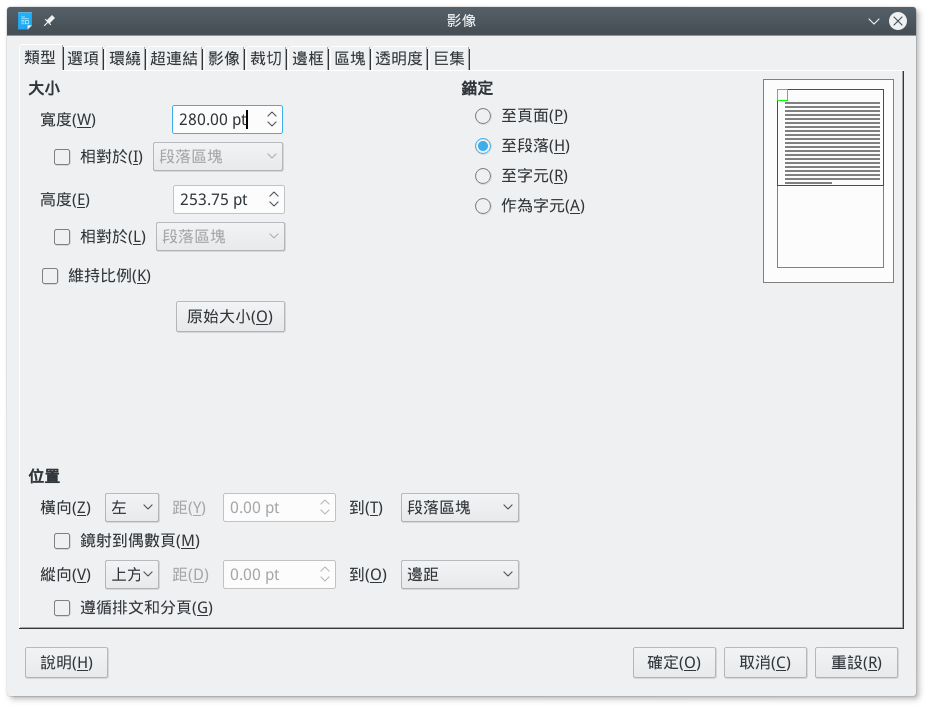 影像
類型 選項 環繞 超連結 影像 裁切 邊框 區塊 透明度 巨集
大小
寬度(W) 280.00 pt
相對於(I) 段落區塊
高度(E) 253.75 pt
相對於(L) 段落區塊
維持比例(K)
原始大小(O)
錨定
至頁面(P)
至段落(H)
至字元(R)
作為字元(A)
位置
橫向(Z) 左 距(Y) 0.00 pt 到(T) 段落區塊
鏡射到偶數頁(M)
縱向(V) 上方 距(D) 0.00 pt 到(O) 邊距
遵循排文和分頁(G)
說明(H) 確定(O) 取消(C) 重設(R)